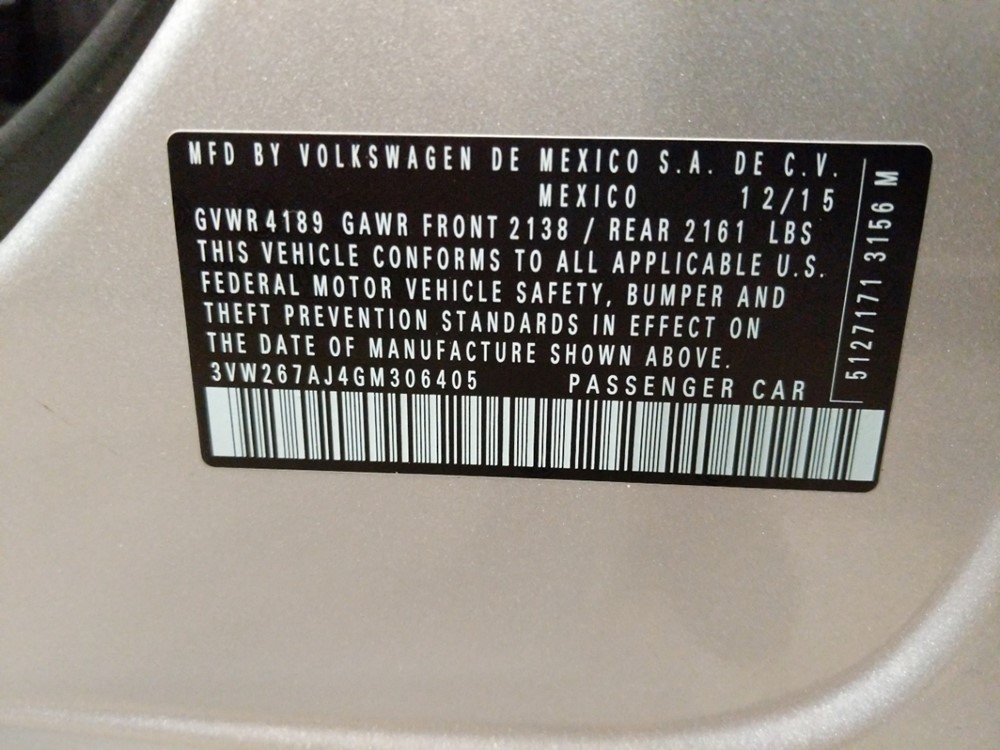 MFD BY VOLKSWAGEN DE MEXICO S.A. DE C.V.
MEXICO 12/15
GVWR 4189 GAWR FRONT 2138 / REAR 2161 LBS
THIS VEHICLE CONFORMS TO ALL APPLICABLE U.S.
FEDERAL MOTOR VEHICLE SAFETY, BUMPER AND
THEFT PREVENTION STANDARDS IN EFFECT ON
THE DATE OF MANUFACTURE SHOWN ABOVE.
3VW267AJ4GM306405 PASSENGER CAR
5127171 3156 M